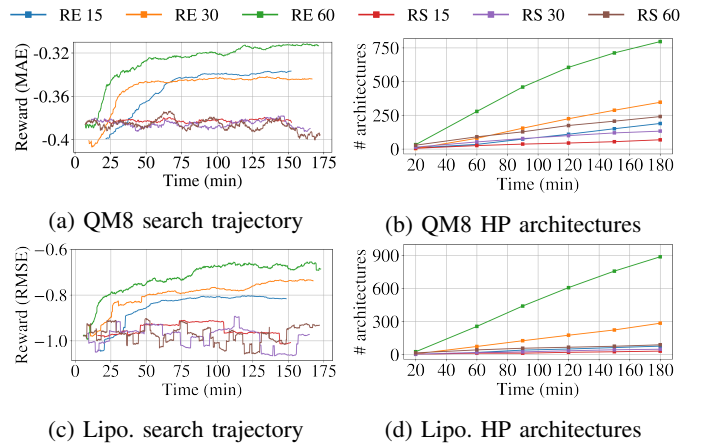 RE 15 RE 30 RE 60 RS 15 RS 30 RS 60
Reward (MAE)
−0.32
−0.36
−0.4
0 25 50 75 100 125 150 175
Time (min)
(a) QM8 search trajectory
# architectures
750
500
250
0
20 40 60 80 100 120 140 160 180
Time (min)
(b) QM8 HP architectures
Reward (RMSE)
−0.6
−0.8
−1.0
0 25 50 75 100 125 150 175
Time (min)
(c) Lipo. search trajectory
# architectures
900
600
300
0
20 40 60 80 100 120 140 160 180
Time (min)
(d) Lipo. HP architectures